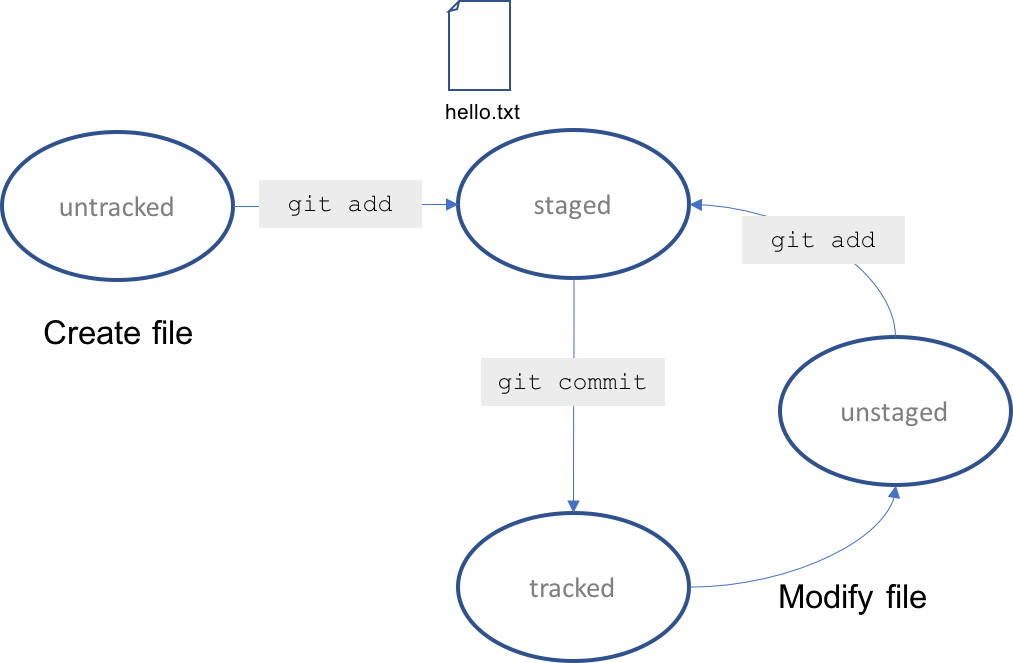 hello.txt
untracked
git add
staged
git add
Create file
git commit
unstaged
tracked
Modify file